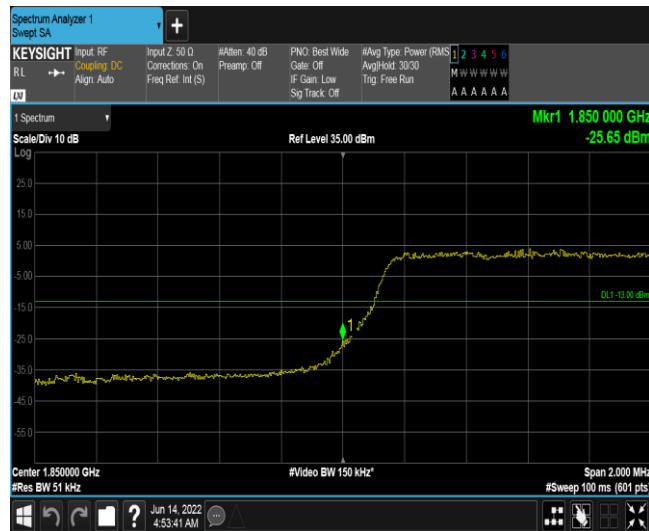 Spectrum Analyzer 1
Swept SA
KEYSIGHT
RL
LXI
Input: RF
Coupling: DC
Align: Auto
Input Z: 50 Ω
Corrections: On
Freq Ref: Int (S)
#Atten: 40 dB
Preamp: Off
PNO: Best Wide
Gate: Off
IF Gain: Low
Sig Track: Off
#Avg Type: Power (RMS
Avg|Hold: 30/30
Trig: Free Run
1 2 3 4 5 6
M W W W W W
A A A A A A
1 Spectrum
Mkr1 1.850 000 GHz
Scale/Div 10 dB
Ref Level 35.00 dBm
-25.65 dBm
Log
25.0
15.0
5.00
-5.00
DL1 -13.00 dBm
-15.0
1
-25.0
-35.0
-45.0
-55.0
Center 1.85000 GHz
#Video BW 150 kHz*
Span 2.000 MHz
#Res BW 51 kHz
#Sweep 100 ms (601 pts)
?
Jun 14, 2022
4:53:41 AM